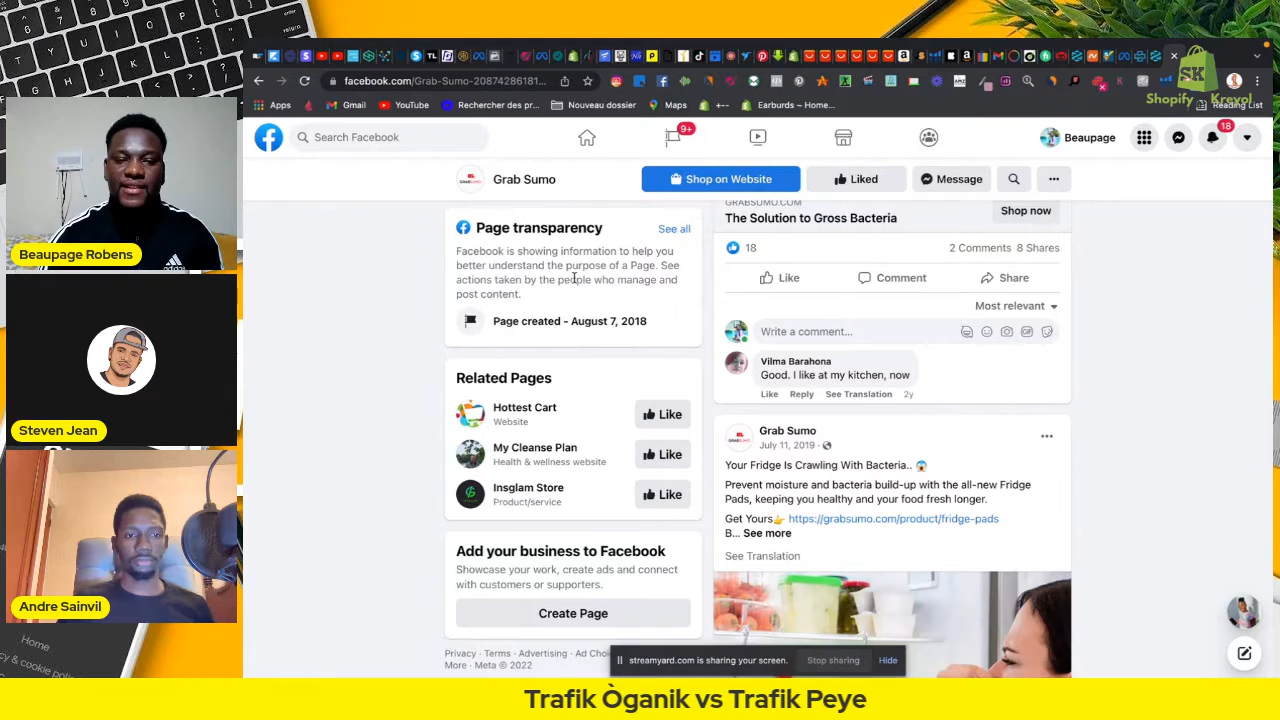 facebook.com/Grab-Sumo-20874286181...
Shopify Kreyol
SK
Apps
Gmail
YouTube
Rechercher des pr...
Nouveau dossier
Maps
+--
Earburds ~ Home...
Reading List
Search Facebook
9+
Beaupage
18
Grab Sumo
Shop on Website
Liked
Message
Page transparency
See all
Facebook is showing information to help you
better understand the purpose of a Page. See
actions taken by the people who manage and
post content.
Page created - August 7, 2018
Related Pages
Hottest Cart
Website
Like
My Cleanse Plan
Health & wellness website
Like
Insglam Store
Product/service
Like
Add your business to Facebook
Showcase your work, create ads and connect
with customers or supporters.
Create Page
Privacy · Terms · Advertising · Ad Choi
More · Meta © 2022
GRABSUMO.COM
The Solution to Gross Bacteria
Shop now
18
2 Comments 8 Shares
Like
Comment
Share
Most relevant
Write a comment...
GIF
Vilma Barahona
Good. I like at my kitchen, now
Like Reply See Translation 2y
Grab Sumo
July 11, 2019 ·
Your Fridge Is Crawling With Bacteria.. 😱
Prevent moisture and bacteria build-up with the all-new Fridge
Pads, keeping you healthy and your food fresh longer.
Get Yours👉 https://grabsumo.com/product/fridge-pads
B... See more
See Translation
streamyard.com is sharing your screen.
Stop sharing
Hide
Beaupage Robens
Steven Jean
Andre Sainvil
Home
cy & cookie po
Trafik Òganik vs Trafik Peye